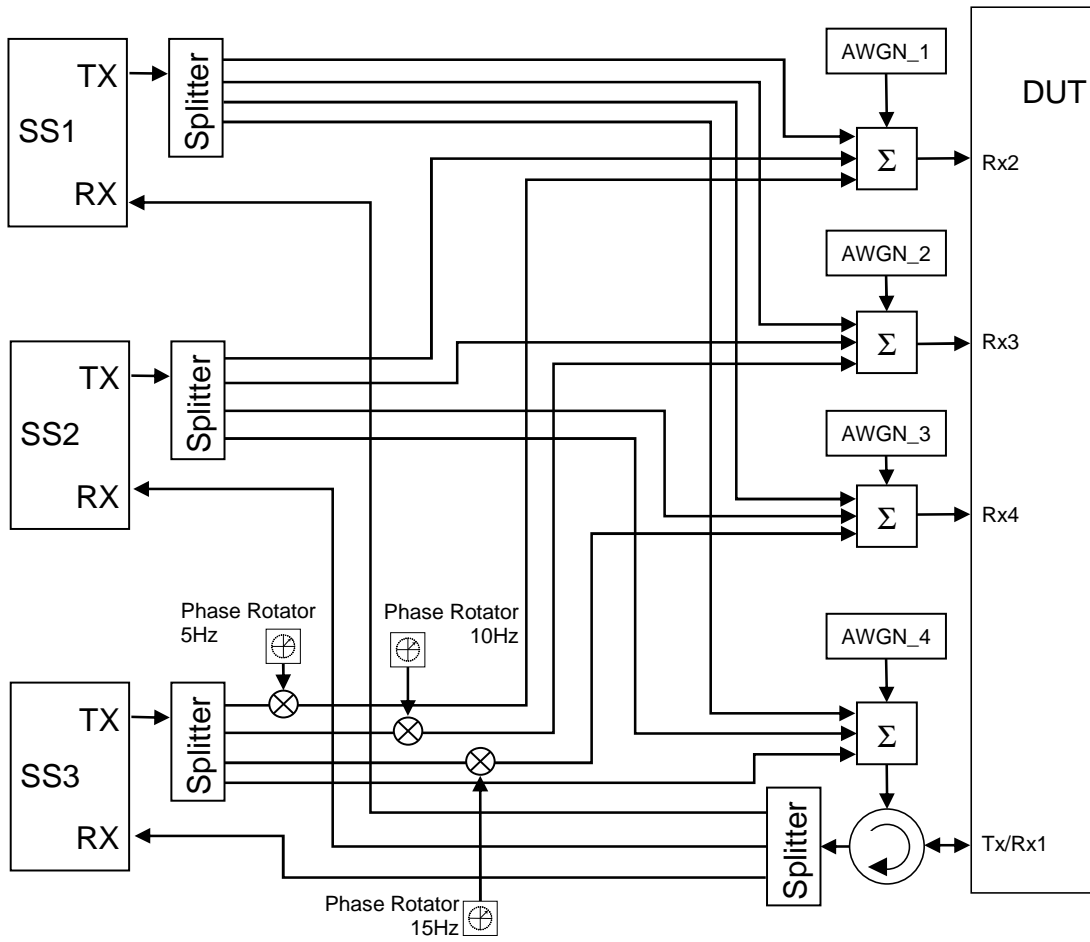 TX
SS1
RX
Splitter
AWGN_1
Σ
DUT
Rx2
AWGN_2
Σ
Rx3
TX
SS2
RX
Splitter
AWGN_3
Σ
Rx4
Phase Rotator
5Hz
Phase Rotator
10Hz
AWGN_4
Σ
TX
SS3
RX
Splitter
Splitter
Tx/Rx1
Phase Rotator
15Hz